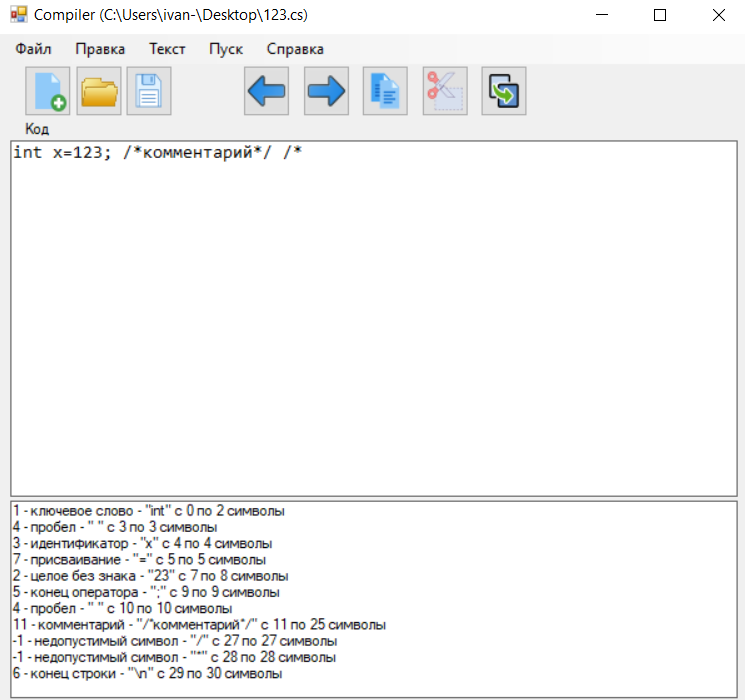 Compiler (C:\Users\ivan-\Desktop\123.cs)
Файл Правка Текст Пуск Справка
Код
int x=123; /*комментарий*/ /*
1 - ключевое слово - "int" с 0 по 2 символы
4 - пробел - " " с 3 по 3 символы
3 - идентификатор - "x" с 4 по 4 символы
7 - присваивание - "=" с 5 по 5 символы
2 - целое без знака - "23" с 7 по 8 символы
5 - конец оператора - ";" с 9 по 9 символы
4 - пробел - " " с 10 по 10 символы
11 - комментарий - "/*комментарий*/" с 11 по 25 символы
-1 - недопустимый символ - "/" с 27 по 27 символы
-1 - недопустимый символ - "*" с 28 по 28 символы
6 - конец строки - "\n" с 29 по 30 символы